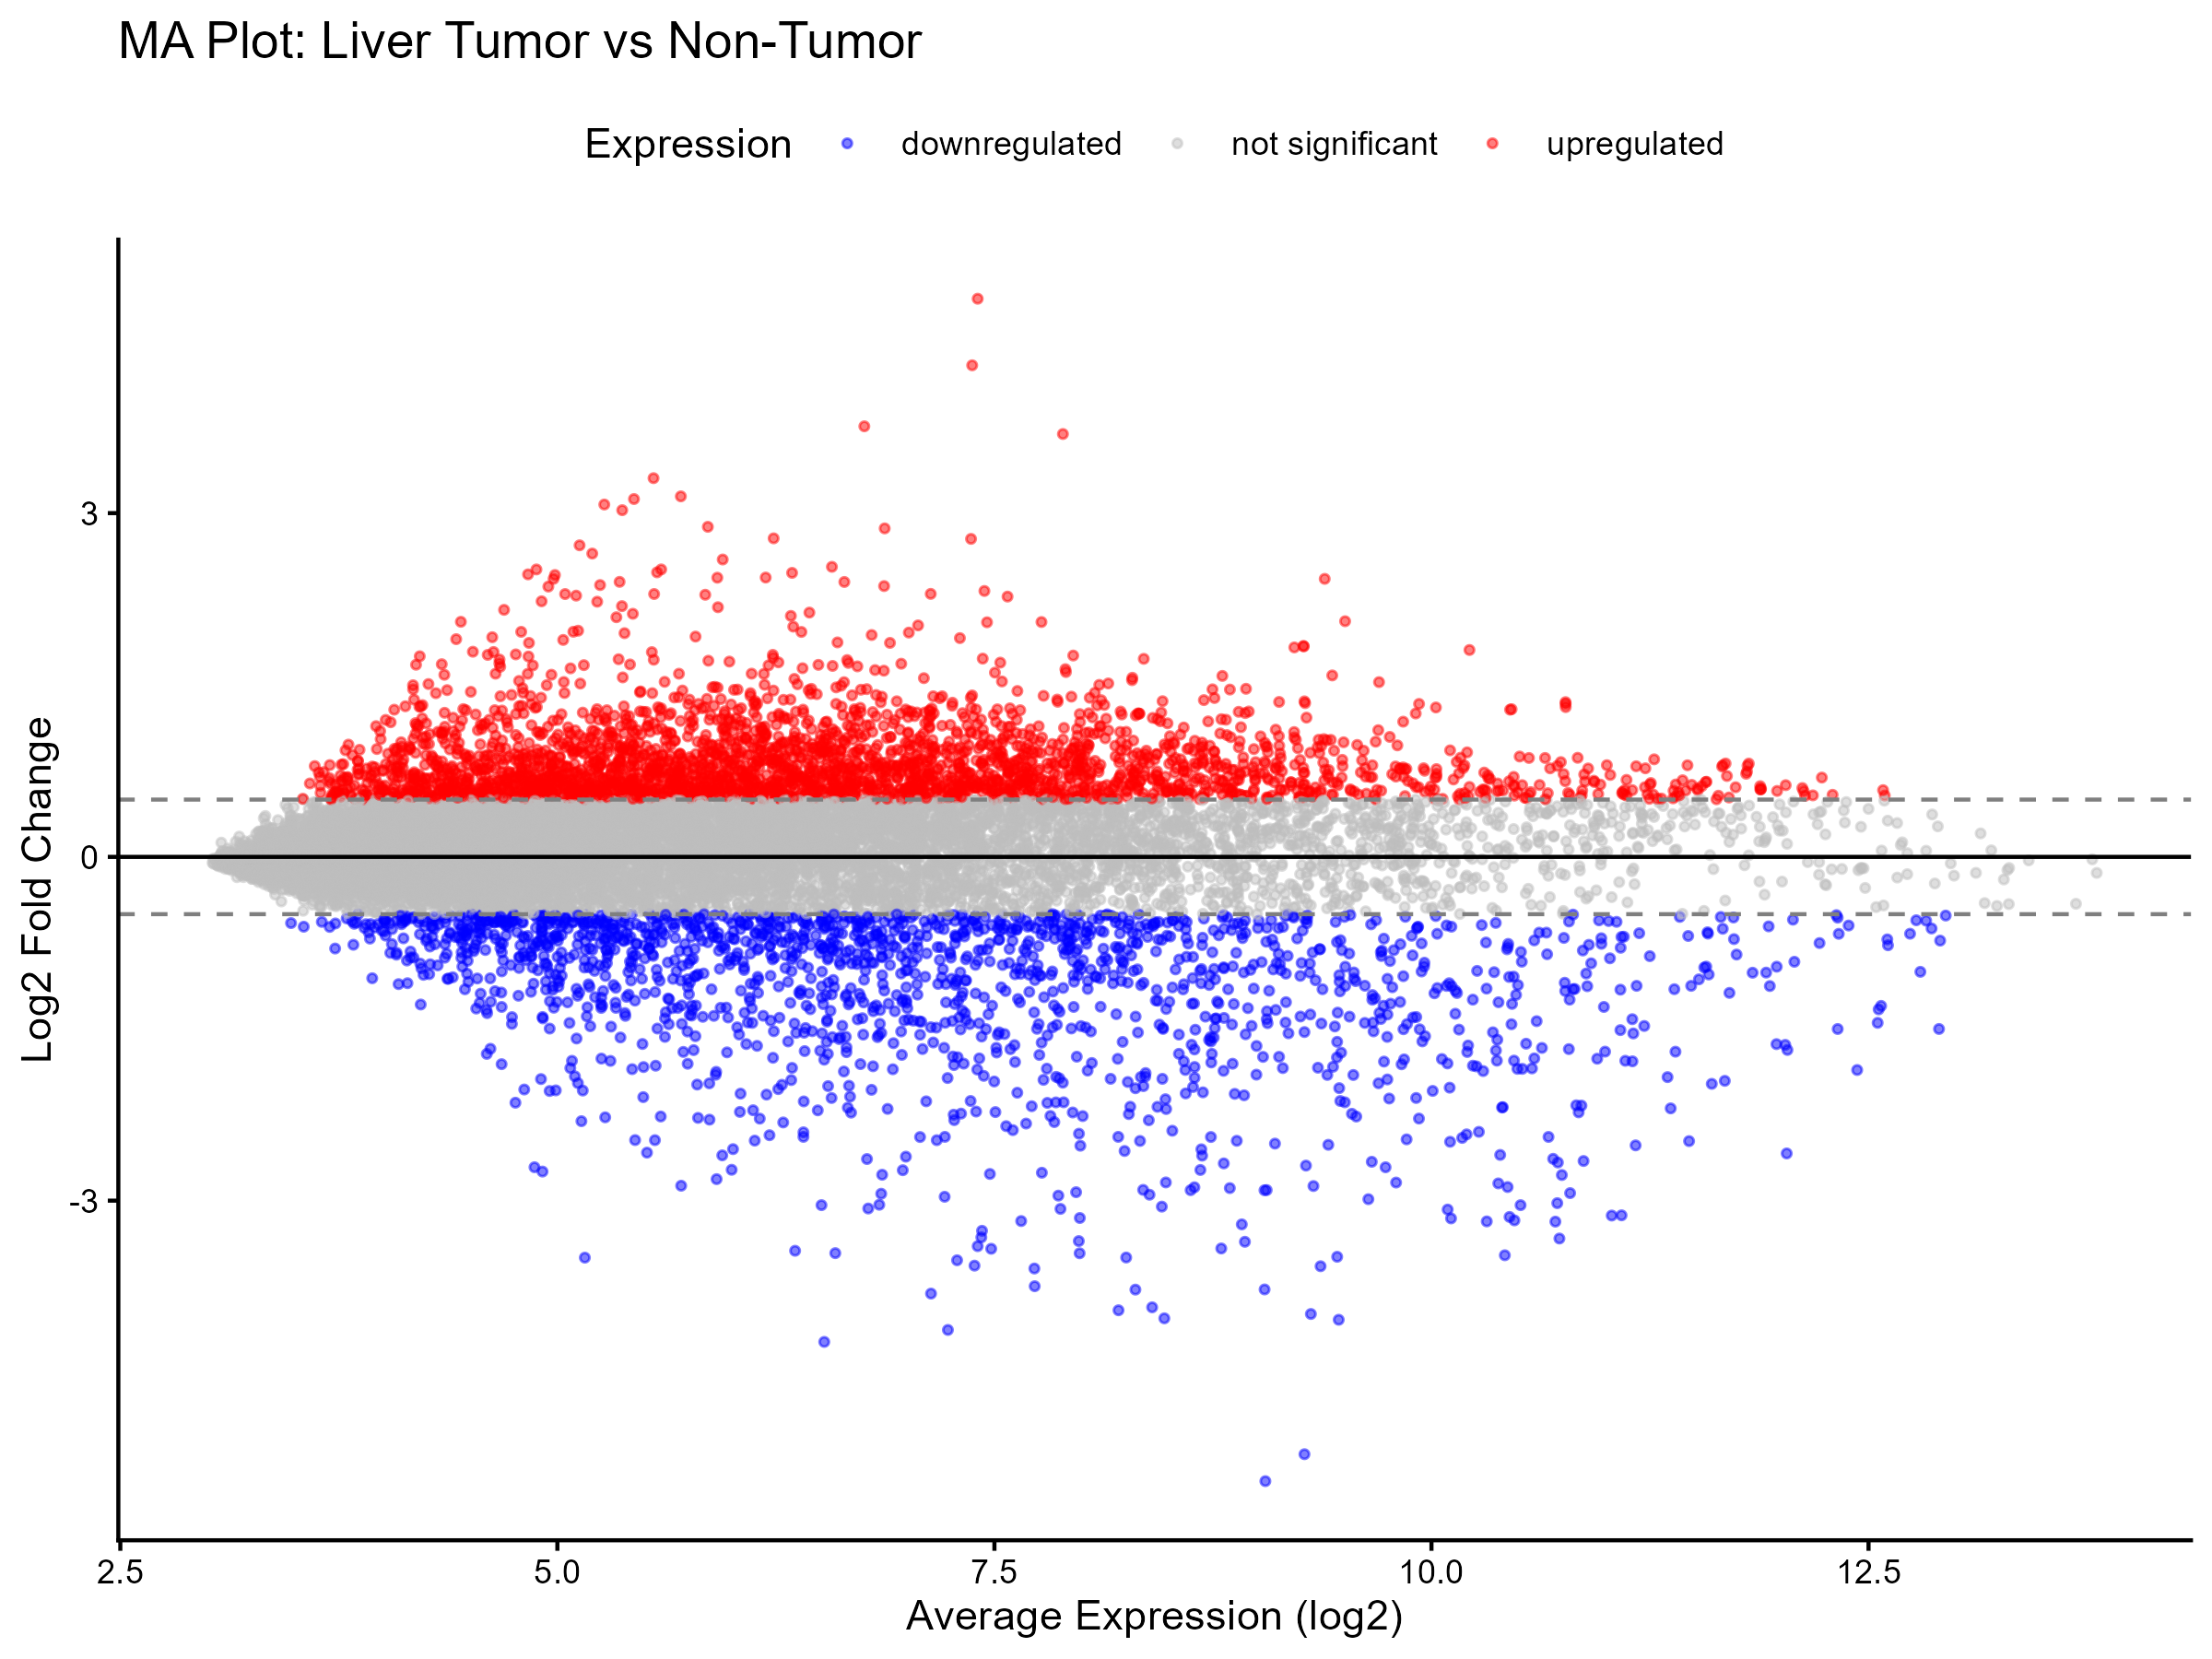 MA Plot: Liver Tumor vs Non-Tumor
Expression downregulated not significant upregulated
Log2 Fold Change
3
0
-3
2.5 5.0 7.5 10.0 12.5
Average Expression (log2)